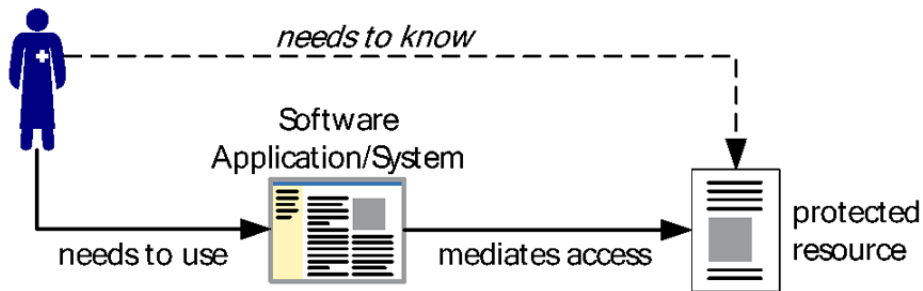 needs to know
Software
Application/System
needs to use
mediates access
protected
resource